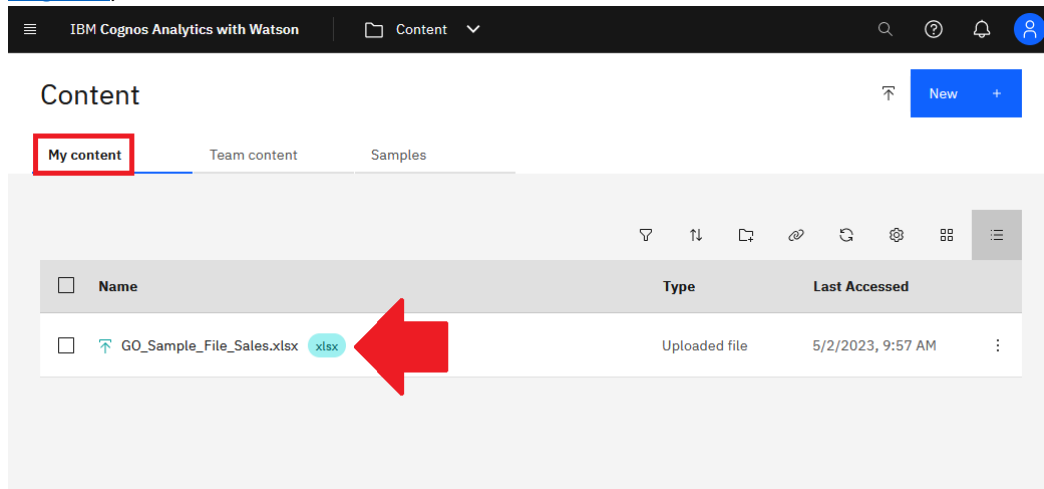 IBM Cognos Analytics with Watson Content
Content
New +
My content Team content Samples
Name Type Last Accessed
GO_Sample_File_Sales.xlsx xlsx Uploaded file 5/2/2023, 9:57 AM